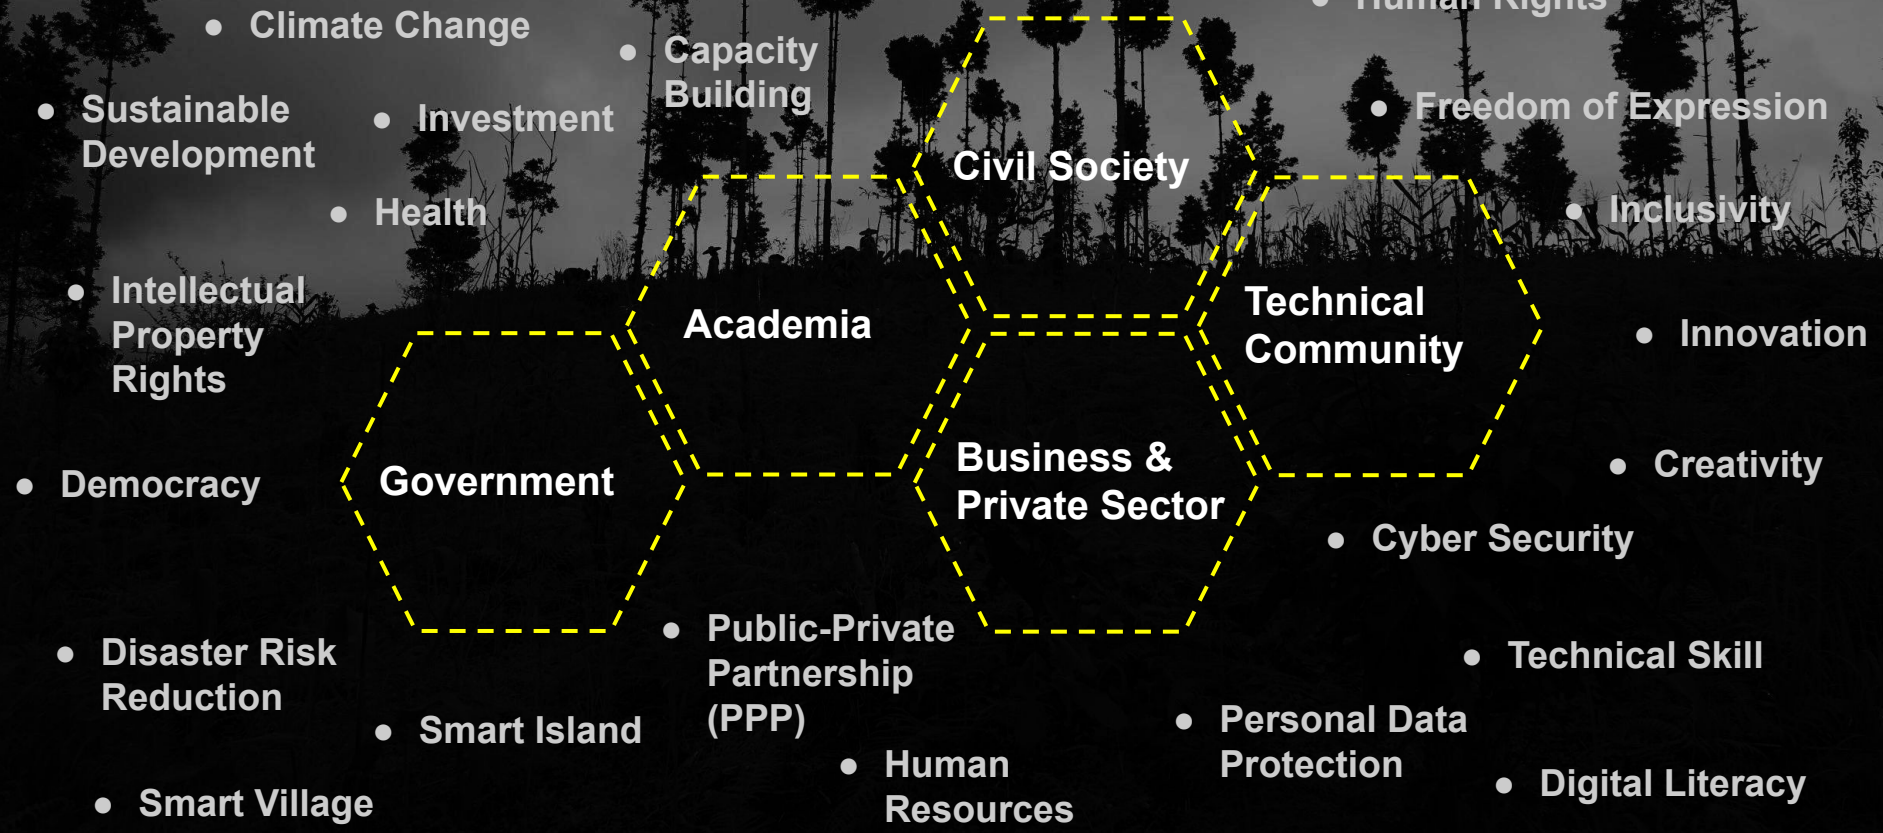 Human Rights
• Climate Change
• Capacity
Building
• Sustainable
Development
• Investment
• Freedom of Expression
Civil Society
• Health
• Inclusivity
• Intellectual
Property
Rights
Academia
Technical
Community
• Innovation
• Democracy
Government
Business &
Private Sector
• Creativity
• Cyber Security
• Disaster Risk
Reduction
• Public-Private
Partnership
(PPP)
• Technical Skill
• Smart Island
• Personal Data
Protection
• Human
Resources
• Digital Literacy
• Smart Village